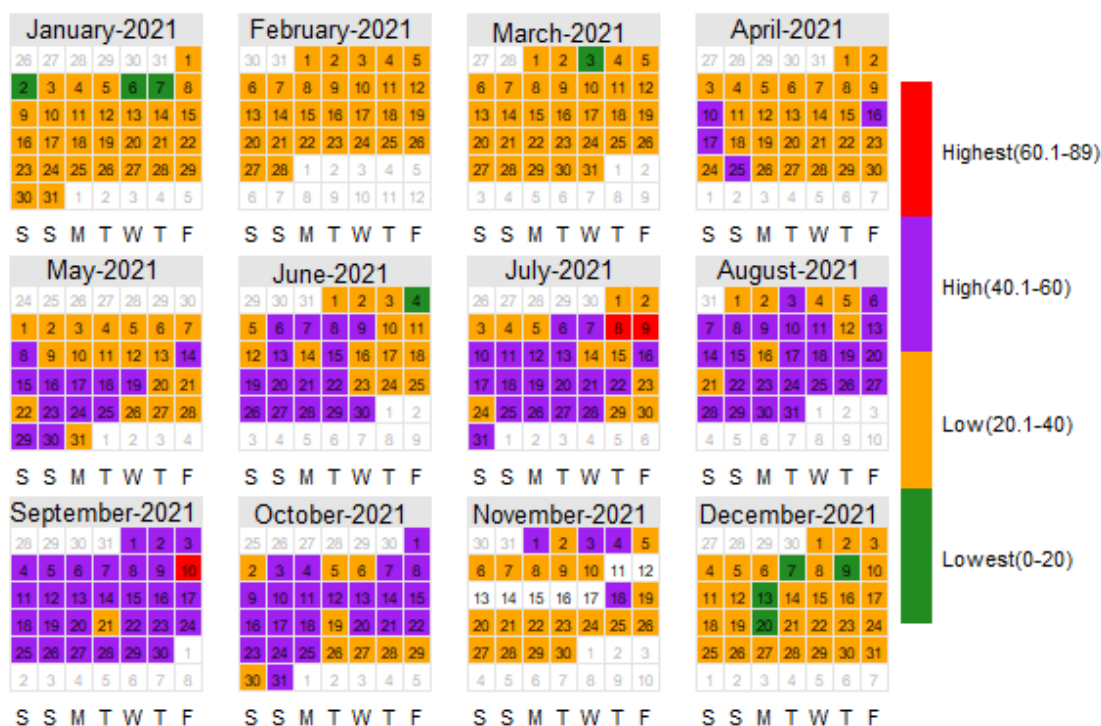 January-2021
26 27 28 29 30 31 1
2 3 4 5 6 7 8
9 10 11 12 13 14 15
16 17 18 19 20 21 22
23 24 25 26 27 28 29
30 31 1 2 3 4 5
S S M T W T F
February-2021
30 31 1 2 3 4 5
6 7 8 9 10 11 12
13 14 15 16 17 18 19
20 21 22 23 24 25 26
27 28 1 2 3 4 5
6 7 8 9 10 11 12
S S M T W T F
March-2021
27 28 1 2 3 4 5
6 7 8 9 10 11 12
13 14 15 16 17 18 19
20 21 22 23 24 25 26
27 28 29 30 31 1 2
3 4 5 6 7 8 9
S S M T W T F
April-2021
27 28 29 30 31 1 2
3 4 5 6 7 8 9
10 11 12 13 14 15 16
17 18 19 20 21 22 23
24 25 26 27 28 29 30
1 2 3 4 5 6 7
S S M T W T F
May-2021
24 25 26 27 28 29 30
1 2 3 4 5 6 7
8 9 10 11 12 13 14
15 16 17 18 19 20 21
22 23 24 25 26 27 28
29 30 31 1 2 3 4
S S M T W T F
June-2021
29 30 31 1 2 3 4
5 6 7 8 9 10 11
12 13 14 15 16 17 18
19 20 21 22 23 24 25
26 27 28 29 30 1 2
3 4 5 6 7 8 9
S S M T W T F
July-2021
26 27 28 29 30 1 2
3 4 5 6 7 8 9
10 11 12 13 14 15 16
17 18 19 20 21 22 23
24 25 26 27 28 29 30
31 1 2 3 4 5 6
S S M T W T F
August-2021
31 1 2 3 4 5 6
7 8 9 10 11 12 13
14 15 16 17 18 19 20
21 22 23 24 25 26 27
28 29 30 31 1 2 3
4 5 6 7 8 9 10
S S M T W T F
September-2021
28 29 30 31 1 2 3
4 5 6 7 8 9 10
11 12 13 14 15 16 17
18 19 20 21 22 23 24
25 26 27 28 29 30 1
2 3 4 5 6 7 8
S S M T W T F
October-2021
25 26 27 28 29 30 1
2 3 4 5 6 7 8
9 10 11 12 13 14 15
16 17 18 19 20 21 22
23 24 25 26 27 28 29
30 31 1 2 3 4 5
S S M T W T F
November-2021
30 31 1 2 3 4 5
6 7 8 9 10 11 12
13 14 15 16 17 18 19
20 21 22 23 24 25 26
27 28 29 30 1 2 3
4 5 6 7 8 9 10
S S M T W T F
December-2021
27 28 29 30 1 2 3
4 5 6 7 8 9 10
11 12 13 14 15 16 17
18 19 20 21 22 23 24
25 26 27 28 29 30 31
1 2 3 4 5 6 7
S S M T W T F
Highest(60.1-89)
High(40.1-60)
Low(20.1-40)
Lowest(0-20)